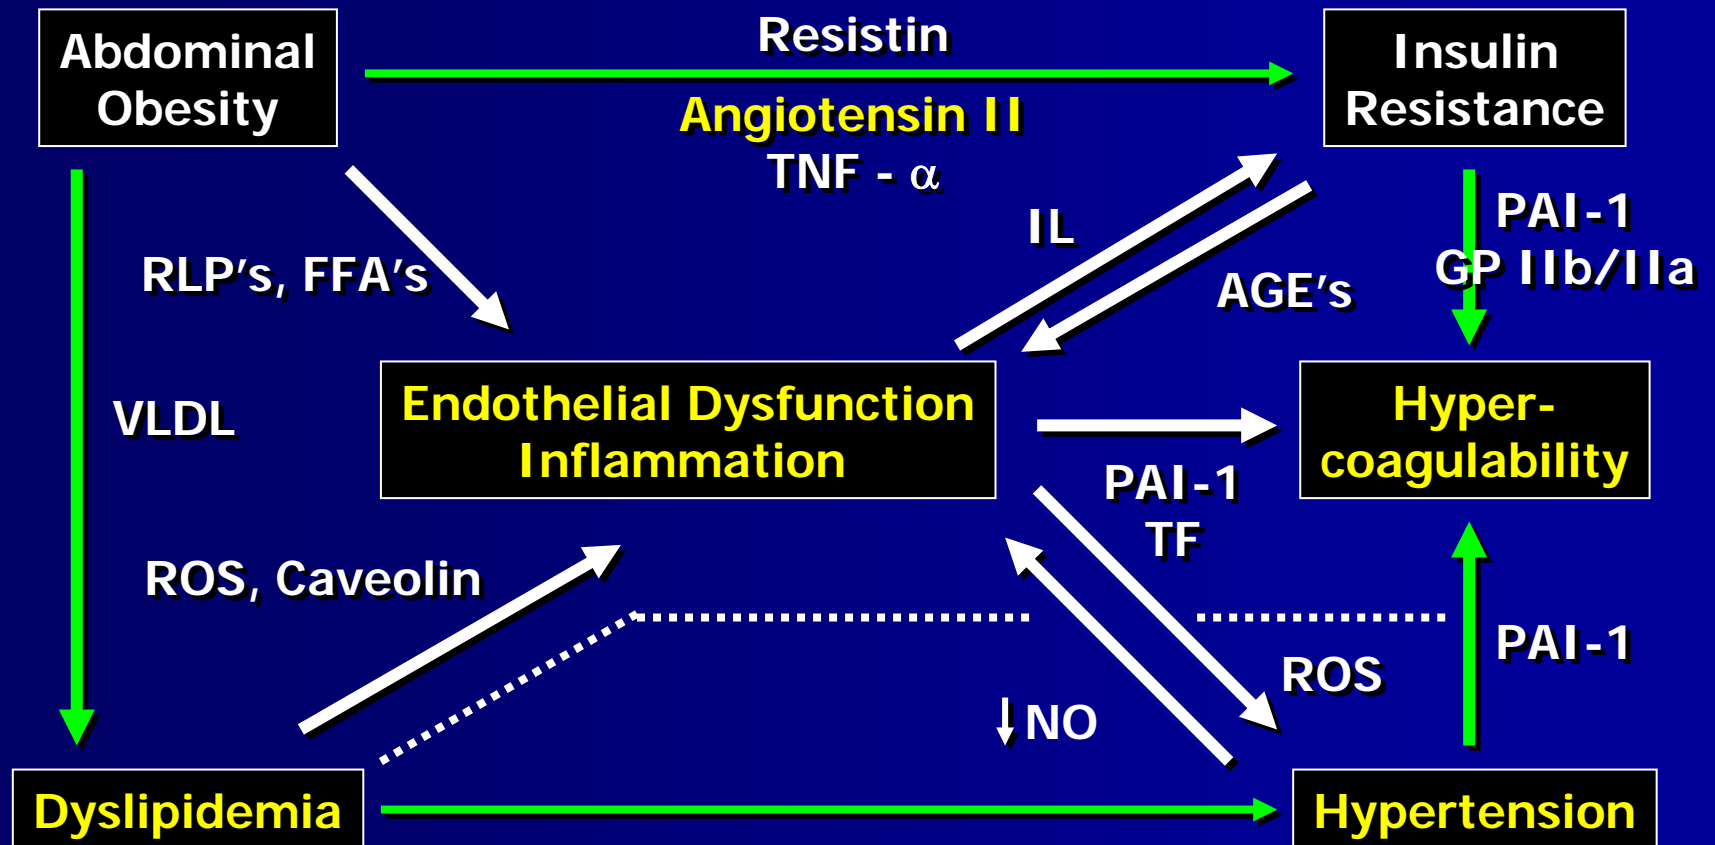 Abdominal
Obesity
Resistin
Angiotensin II
TNF - α
Insulin
Resistance
IL
PAI-1
GP IIb/IIa
RLP's, FFA's
AGE's
VLDL
Endothelial Dysfunction
Inflammation
Hyper-
coagulability
PAI-1
TF
ROS, Caveolin
PAI-1
ROS
↓NO
Dyslipidemia
Hypertension